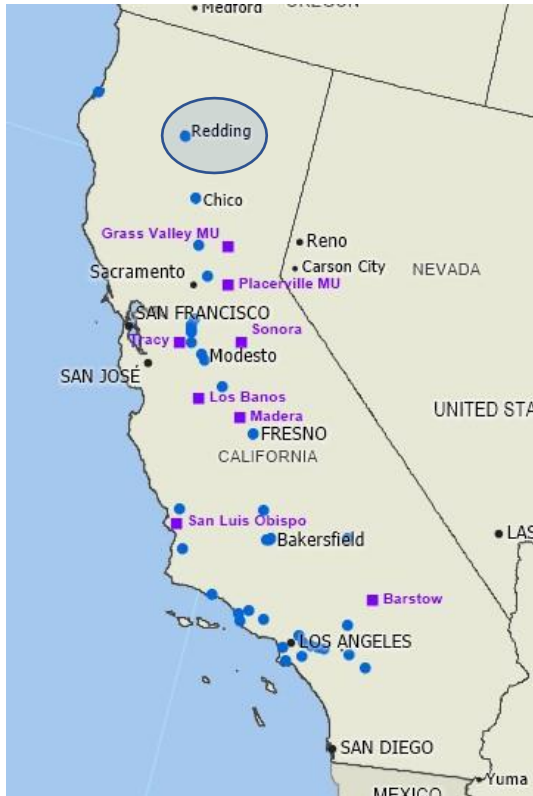 Medford
OREGON
Redding
Chico
Grass Valley MU
Reno
Sacramento
Carson City
NEVADA
Placerville MU
SAN FRANCISCO
Sonora
Tracy
Modesto
SAN JOSÉ
Los Banos
UNITED STA
Madera
FRESNO
CALIFORNIA
San Luis Obispo
LAS
Bakersfield
Barstow
LOS ANGELES
SAN DIEGO
Yuma
MEXICO